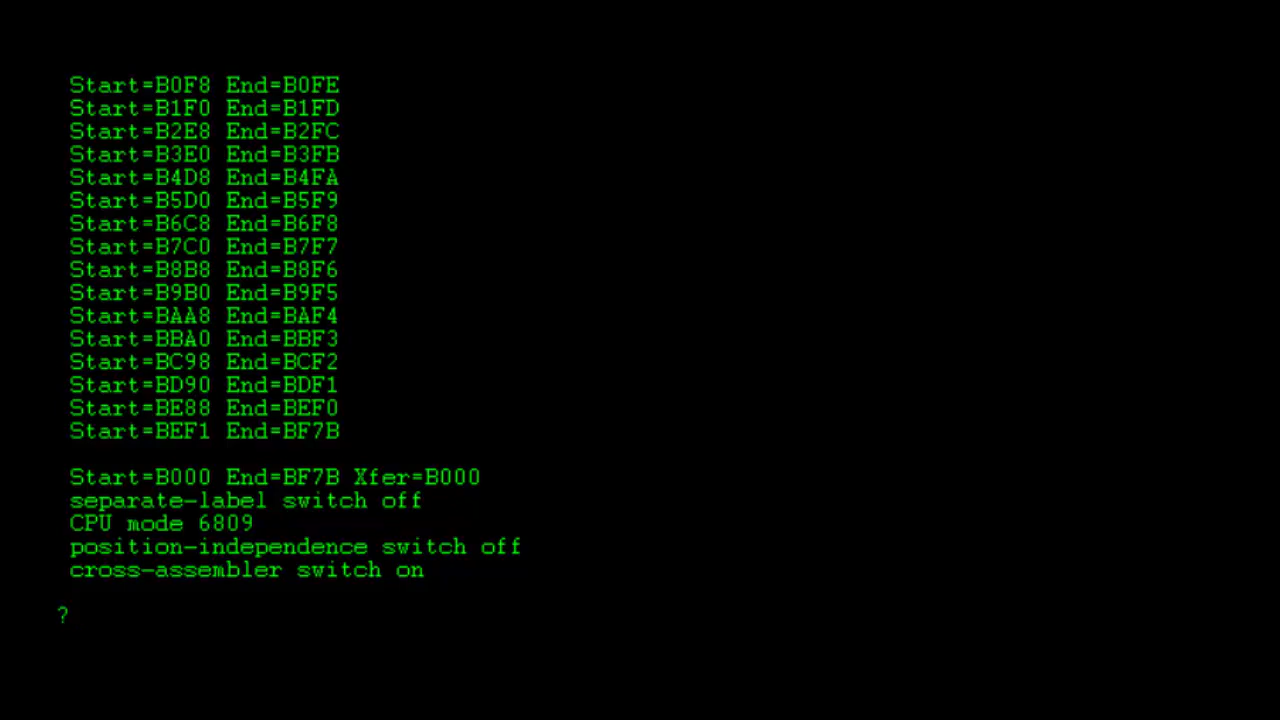 Start=B0F8 End=B0FE
Start=B1F0 End=B1FD
Start=B2E8 End=B2FC
Start=B3E0 End=B3FB
Start=B4D8 End=B4FA
Start=B5D0 End=B5F9
Start=B6C8 End=B6F8
Start=B7C0 End=B7F7
Start=B8B8 End=B8F6
Start=B9B0 End=B9F5
Start=BAA8 End=BAF4
Start=BBA0 End=BBF3
Start=BC98 End=BCF2
Start=BD90 End=BDF1
Start=BE88 End=BEF0
Start=BEF1 End=BF7B
Start=B000 End=BF7B Xfer=B000
separate-label switch off
CPU mode 6809
position-independence switch off
cross-assembler switch on
?